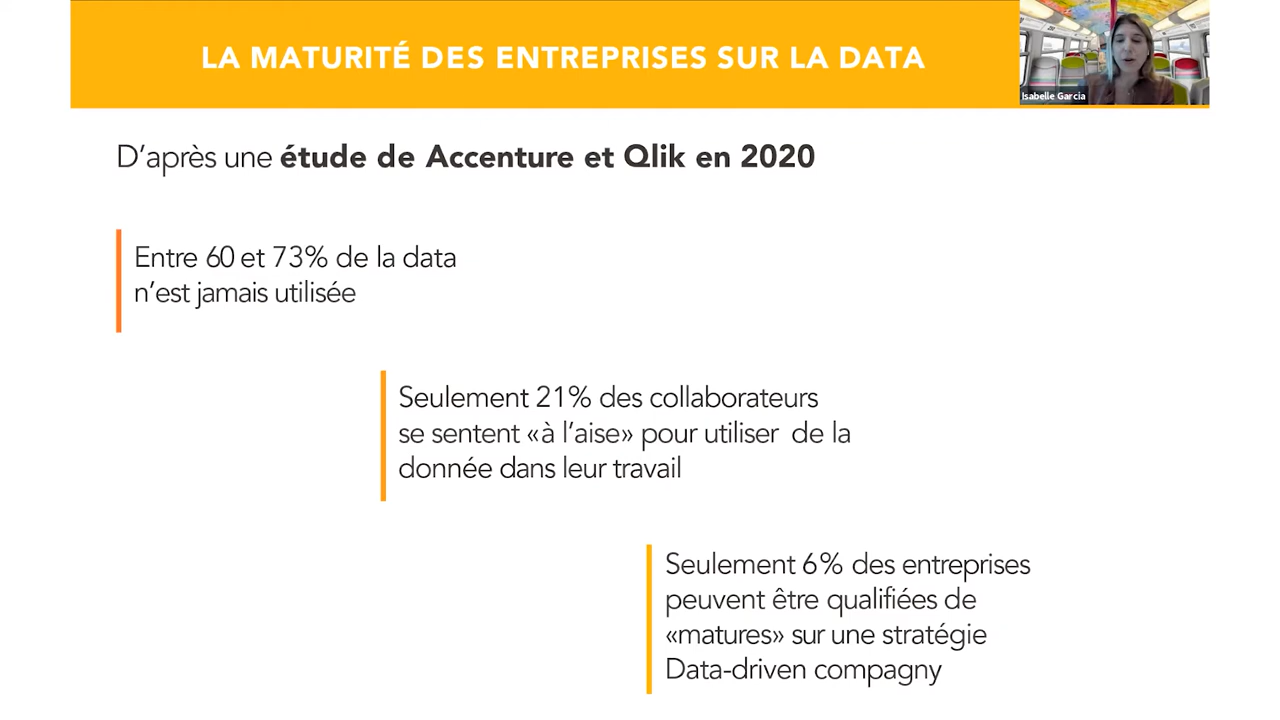 LA MATURITÉ DES ENTREPRISES SUR LA DATA
Isabelle Garcia
D’après une étude de Accenture et Qlik en 2020
Entre 60 et 73% de la data
n’est jamais utilisée
Seulement 21% des collaborateurs
se sentent «à l’aise» pour utiliser de la
donnée dans leur travail
Seulement 6% des entreprises
peuvent être qualifiées de
«matures» sur une stratégie
Data-driven compagny